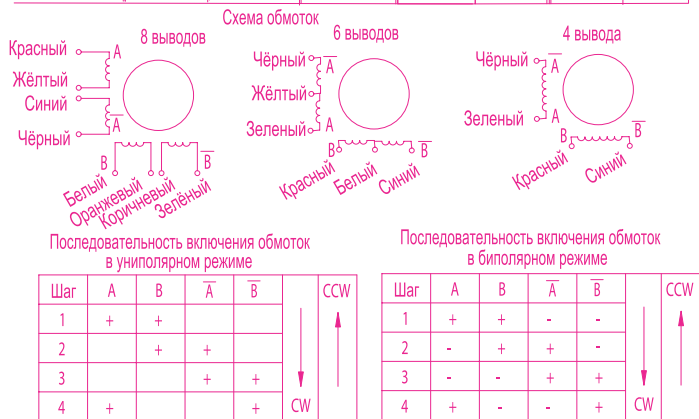 Схема обмоток
8 выводов
6 выводов
4 вывода
Красный
A
Жёлтый
Синий
A̅
Чёрный
B
B̅
Белый
Оранжевый
Коричневый
Зелёный
Чёрный
A̅
Жёлтый
Зеленый
A
B
B̅
Красный
Белый
Синий
Чёрный
A̅
Зеленый
A
B
B̅
Красный
Синий
Последовательность включения обмоток
в униполярном режиме
Шаг A B A̅ B̅ CCW
1 + +
2 + +
3 + +
4 + + CW
Последовательность включения обмоток
в биполярном режиме
Шаг A B A̅ B̅ CCW
1 + + - -
2 - + + -
3 - - + +
4 + - - + CW